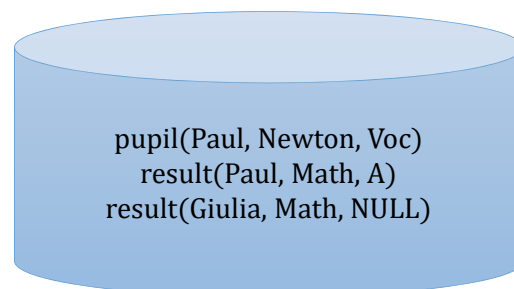 pupil(Paul, Newton, Voc)
result(Paul, Math, A)
result(Giulia, Math, NULL)